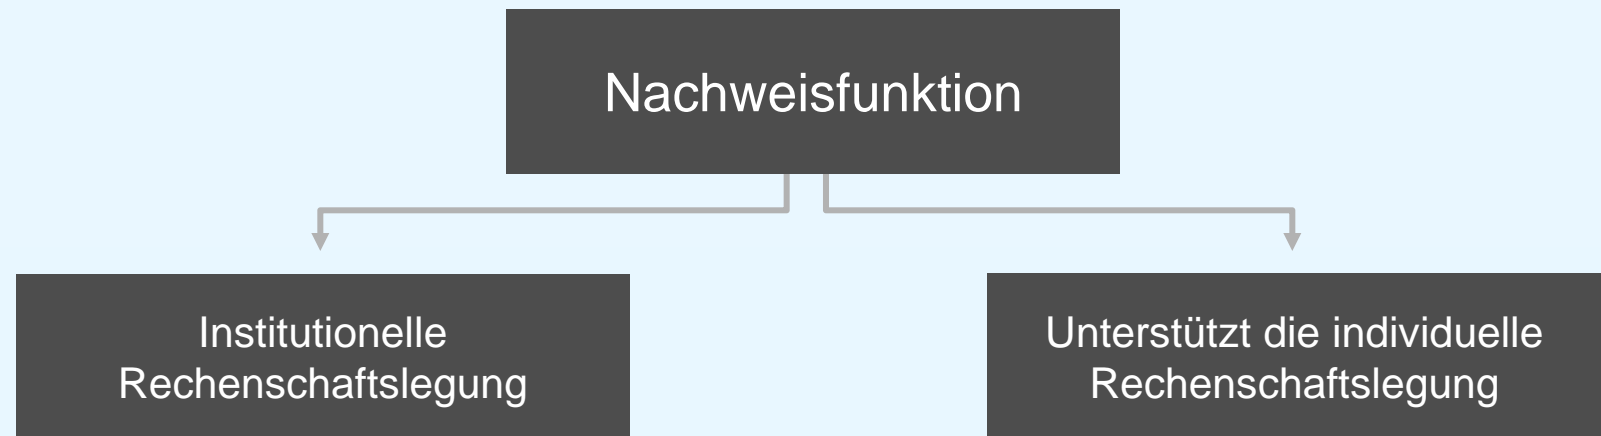 Nachweisfunktion
Institutionelle
Rechenschaftslegung
Unterstützt die individuelle
Rechenschaftslegung